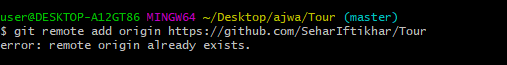 user@DESKTOP-A12GT86 MINGW64 ~/Desktop/ajwa/Tour (master)
$ git remote add origin https://github.com/SeharIftikhar/Tour
error: remote origin already exists.